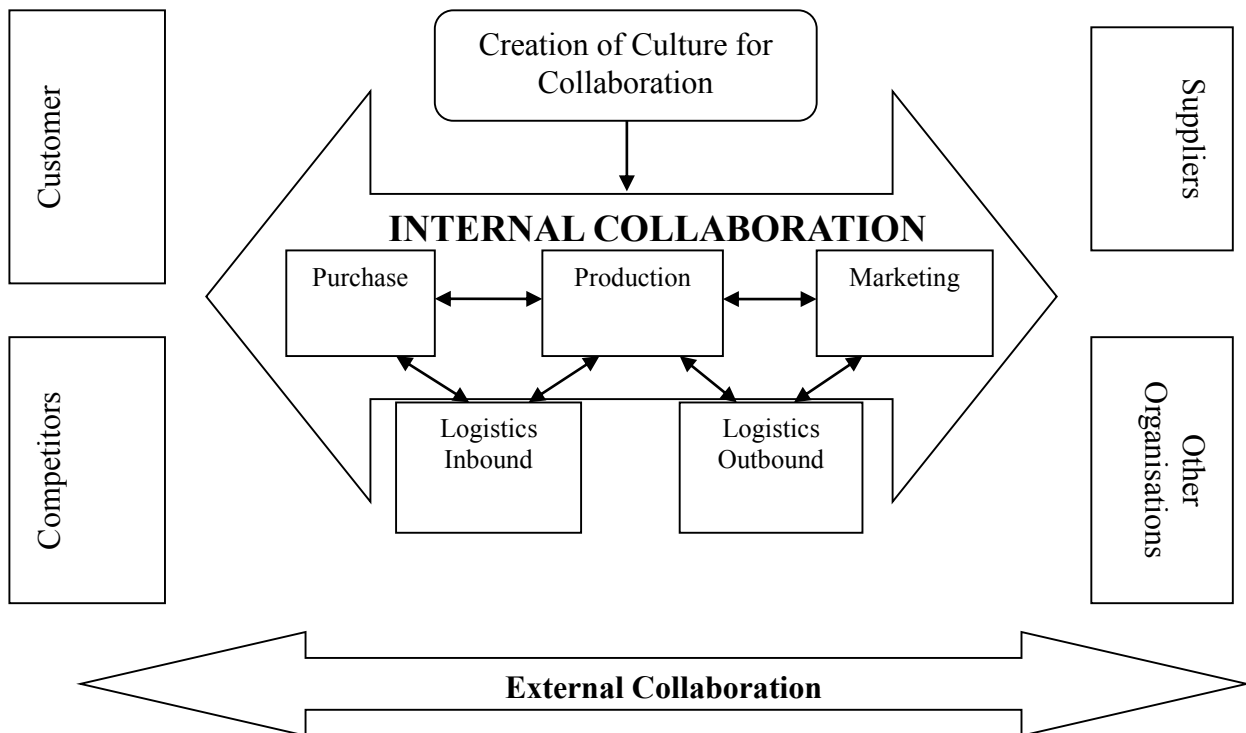 Creation of Culture for
Collaboration
Customer
Suppliers
INTERNAL COLLABORATION
Purchase
Production
Marketing
Logistics
Inbound
Logistics
Outbound
Competitors
Other
Organisations
External Collaboration